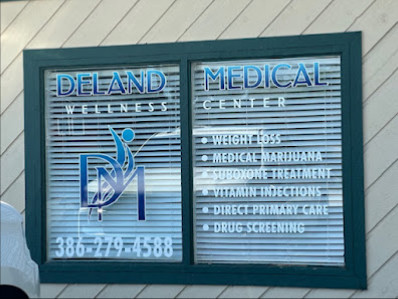 DELAND MEDICAL
WELLNESS CENTER
DM
• WEIGHT LOSS
• MEDICAL MARIJUANA
• SUBOXONE TREATMENT
• VITAMIN INJECTIONS
• DIRECT PRIMARY CARE
• DRUG SCREENING
386-279-4588